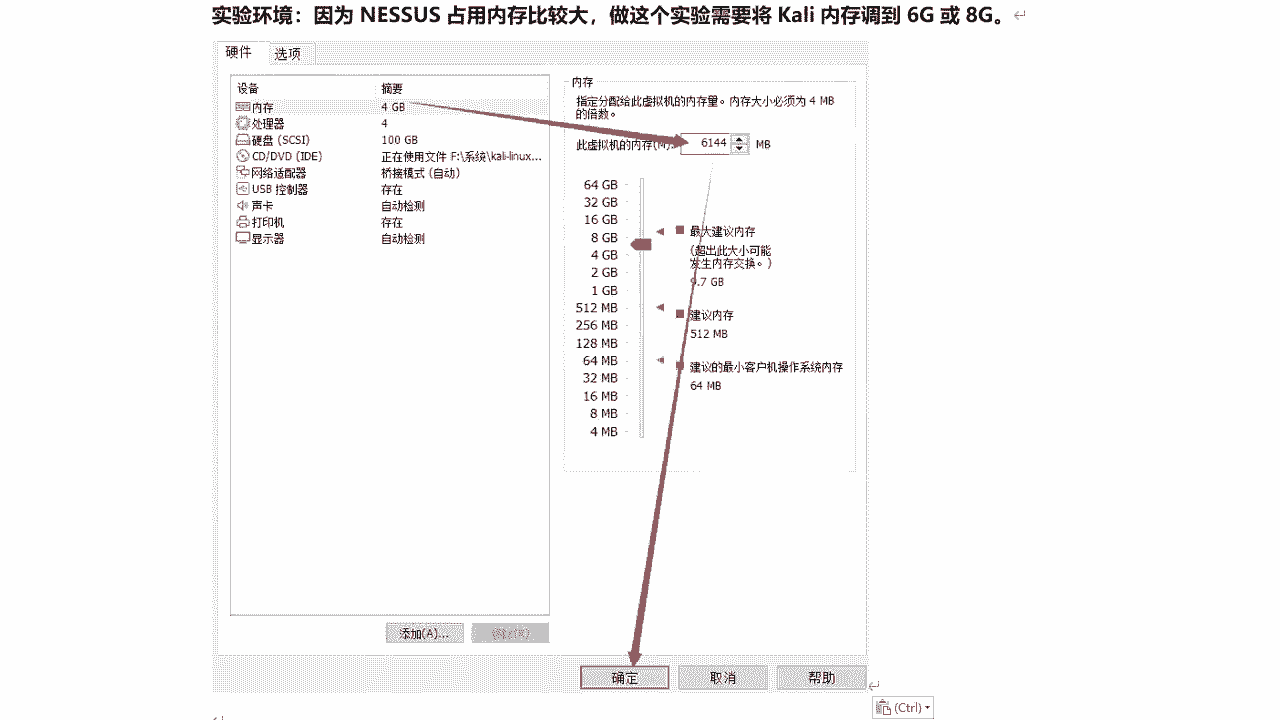 实验环境：因为 NESSUS 占用内存比较大，做这个实验需要将 Kali 内存调到 6G 或 8G。
硬件 选项
设备 摘要
内存 4 GB
处理器 4
硬盘 (SCSI) 100 GB
CD/DVD (IDE) 正在使用文件 F:\系统\kali-linux...
网络适配器 桥接模式 (自动)
USB 控制器 存在
声卡 自动检测
打印机 存在
显示器 自动检测
添加(A)...
内存
指定分配给此虚拟机的内存量。内存大小必须为 4 MB
的倍数。
此虚拟机的内存(M): 6144 MB
64 GB
32 GB
16 GB
8 GB
4 GB
2 GB
1 GB
512 MB
256 MB
128 MB
64 MB
32 MB
16 MB
8 MB
4 MB
最大建议内存
(超出此大小可能
发生内存交换。)
9.7 GB
建议内存
512 MB
建议的最小客户机操作系统内存
64 MB
确定 取消 帮助
(Ctrl)